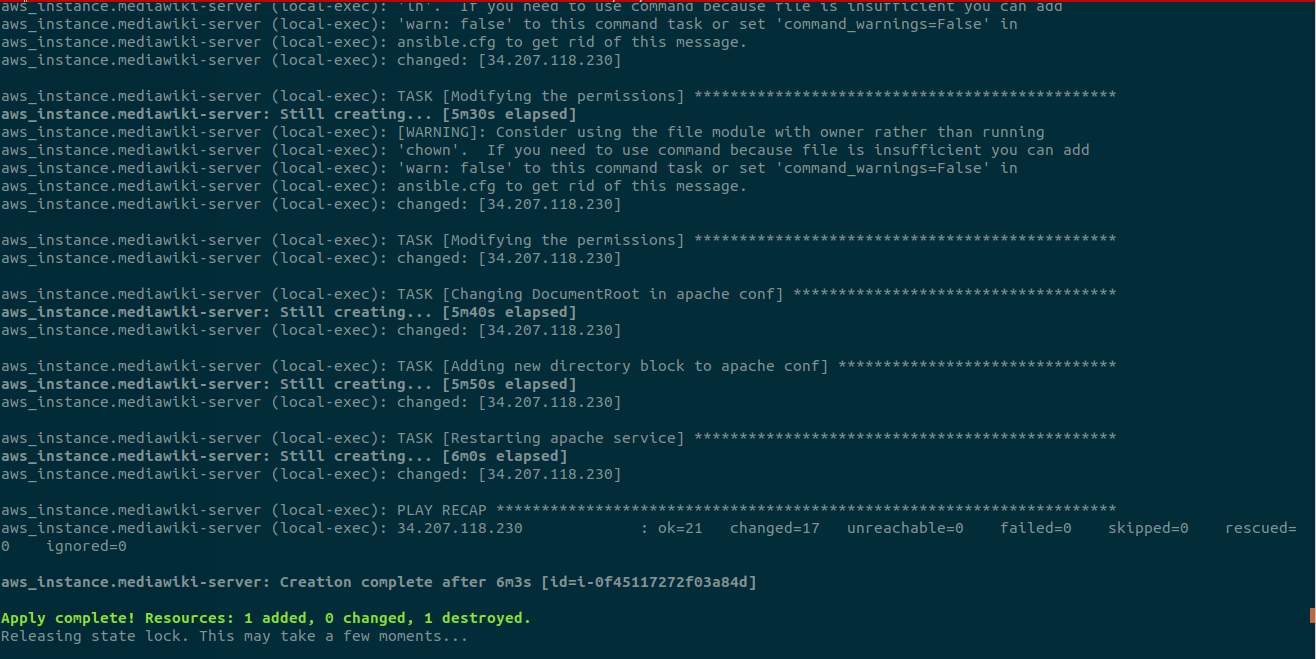 aws_instance.mediawiki-server (local-exec): 'ln'.  If you need to use command because file is insufficient you can add
aws_instance.mediawiki-server (local-exec): 'warn: false' to this command task or set 'command_warnings=False' in
aws_instance.mediawiki-server (local-exec): ansible.cfg to get rid of this message.
aws_instance.mediawiki-server (local-exec): changed: [34.207.118.230]
aws_instance.mediawiki-server (local-exec): TASK [Modifying the permissions] ***********************************************
aws_instance.mediawiki-server: Still creating... [5m30s elapsed]
aws_instance.mediawiki-server (local-exec): [WARNING]: Consider using the file module with owner rather than running
aws_instance.mediawiki-server (local-exec): 'chown'.  If you need to use command because file is insufficient you can add
aws_instance.mediawiki-server (local-exec): 'warn: false' to this command task or set 'command_warnings=False' in
aws_instance.mediawiki-server (local-exec): ansible.cfg to get rid of this message.
aws_instance.mediawiki-server (local-exec): changed: [34.207.118.230]
aws_instance.mediawiki-server (local-exec): TASK [Modifying the permissions] ***********************************************
aws_instance.mediawiki-server (local-exec): changed: [34.207.118.230]
aws_instance.mediawiki-server (local-exec): TASK [Changing DocumentRoot in apache conf] ************************************
aws_instance.mediawiki-server: Still creating... [5m40s elapsed]
aws_instance.mediawiki-server (local-exec): changed: [34.207.118.230]
aws_instance.mediawiki-server (local-exec): TASK [Adding new directory block to apache conf] *******************************
aws_instance.mediawiki-server: Still creating... [5m50s elapsed]
aws_instance.mediawiki-server (local-exec): changed: [34.207.118.230]
aws_instance.mediawiki-server (local-exec): TASK [Restarting apache service] ***********************************************
aws_instance.mediawiki-server: Still creating... [6m0s elapsed]
aws_instance.mediawiki-server (local-exec): changed: [34.207.118.230]
aws_instance.mediawiki-server (local-exec): PLAY RECAP *********************************************************************
aws_instance.mediawiki-server (local-exec): 34.207.118.230             : ok=21   changed=17   unreachable=0    failed=0    skipped=0    rescued=
0    ignored=0
aws_instance.mediawiki-server: Creation complete after 6m3s [id=i-0f45117272f03a84d]
Apply complete! Resources: 1 added, 0 changed, 1 destroyed.
Releasing state lock. This may take a few moments...